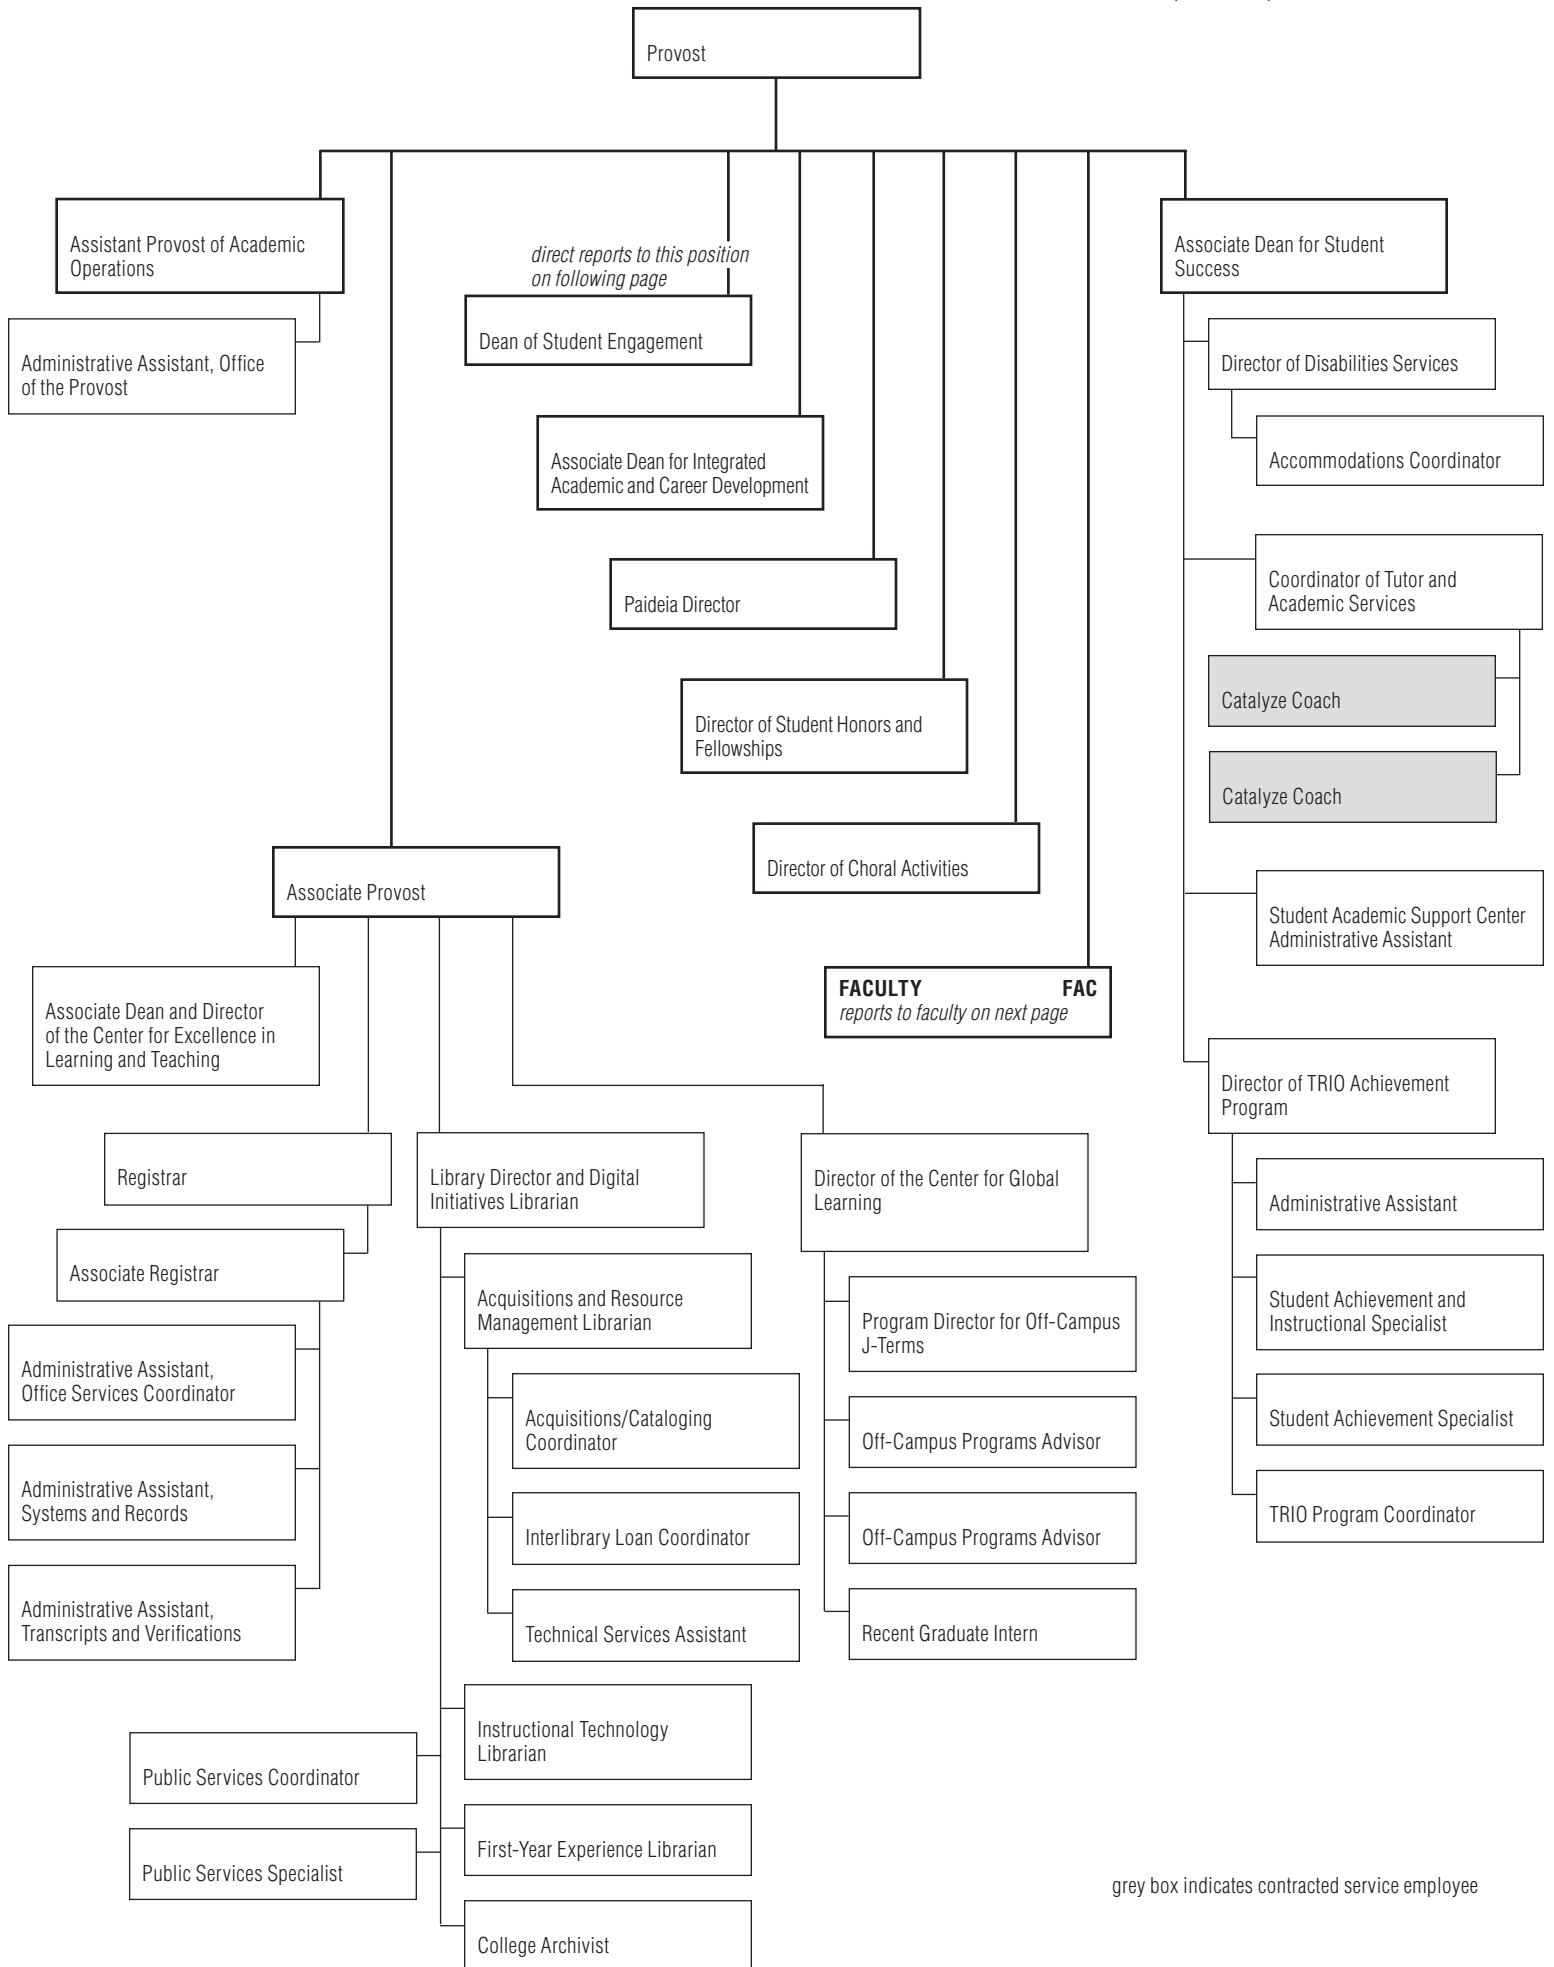 Provost
Assistant Provost of Academic
Operations
direct reports to this position
on following page
Associate Dean for Student
Success
Administrative Assistant, Office
of the Provost
Dean of Student Engagement
Director of Disabilities Services
Associate Dean for Integrated
Academic and Career Development
Accommodations Coordinator
Paideia Director
Coordinator of Tutor and
Academic Services
Director of Student Honors and
Fellowships
Catalyze Coach
Catalyze Coach
Associate Provost
Director of Choral Activities
Student Academic Support Center
Administrative Assistant
Associate Dean and Director
of the Center for Excellence in
Learning and Teaching
FACULTY FAC
reports to faculty on next page
Director of TRIO Achievement
Program
Registrar
Library Director and Digital
Initiatives Librarian
Director of the Center for Global
Learning
Administrative Assistant
Associate Registrar
Acquisitions and Resource
Management Librarian
Program Director for Off-Campus
J-Terms
Student Achievement and
Instructional Specialist
Administrative Assistant,
Office Services Coordinator
Acquisitions/Cataloging
Coordinator
Off-Campus Programs Advisor
Student Achievement Specialist
Administrative Assistant,
Systems and Records
Interlibrary Loan Coordinator
Off-Campus Programs Advisor
TRIO Program Coordinator
Administrative Assistant,
Transcripts and Verifications
Technical Services Assistant
Recent Graduate Intern
Instructional Technology
Librarian
Public Services Coordinator
First-Year Experience Librarian
Public Services Specialist
grey box indicates contracted service employee
College Archivist